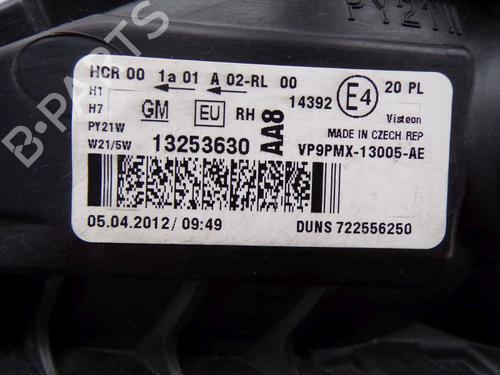 PY21W
HCR 00 1a 01 A 02-RL 00
H1
H7
PY21W
W21/5W
GM
EU
RH
13253630
AA8
14392
E4
20 PL
Visteon
MADE IN CZECH REP
VP9PMX-13005-AE
05.04.2012/ 09:49
DUNS 722556250
B-PARTS